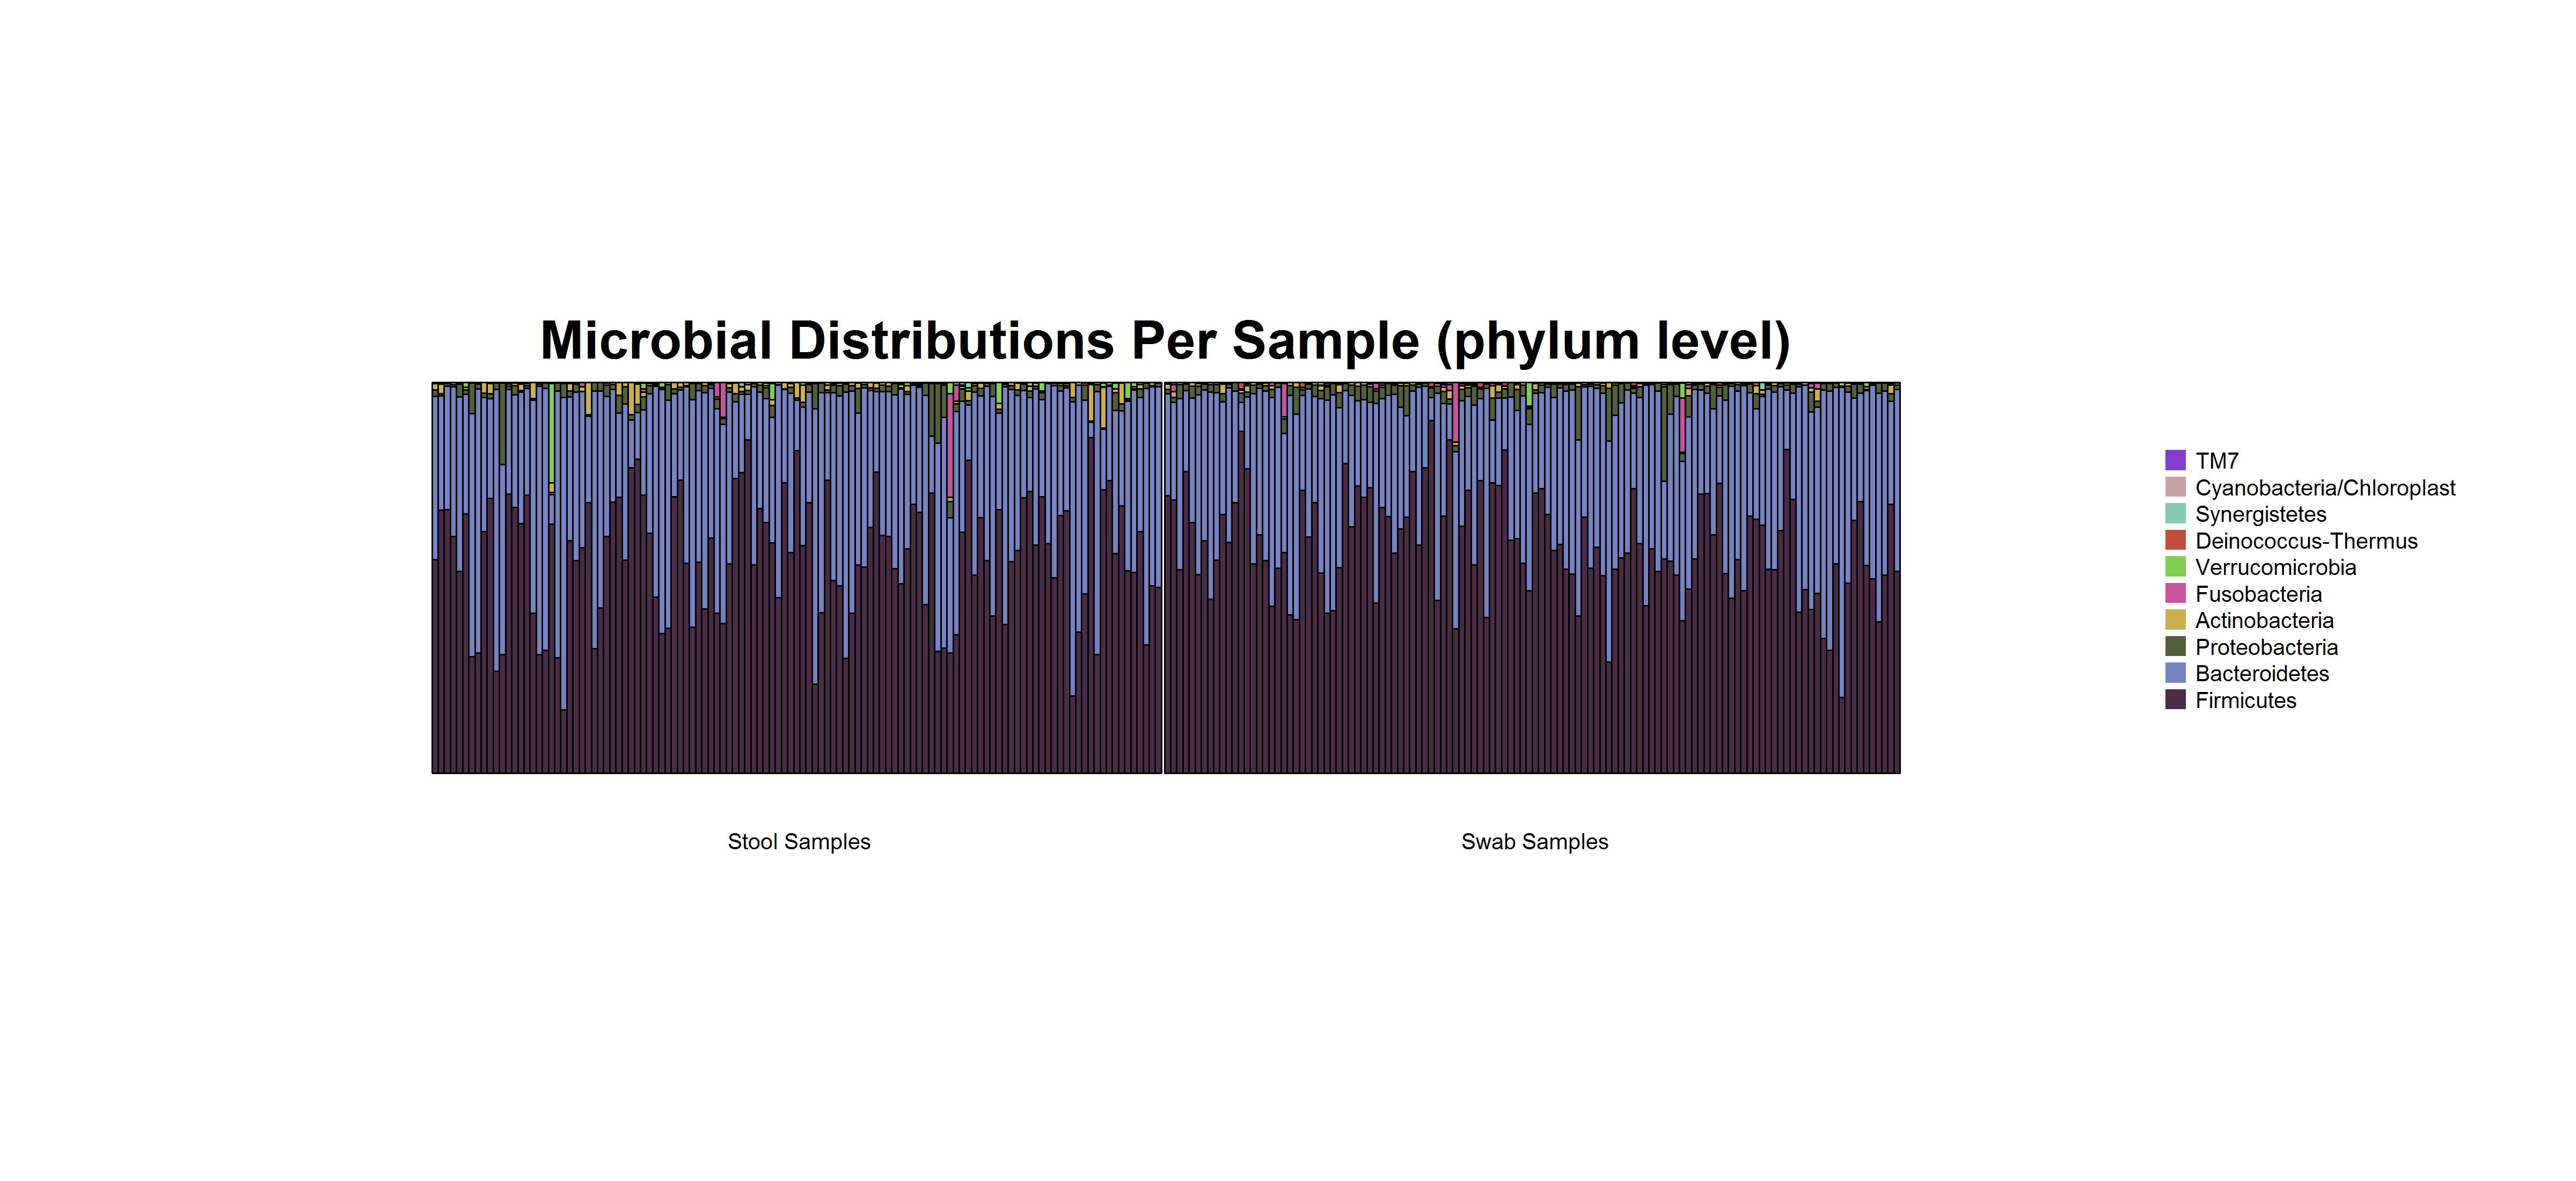 Microbial Distributions Per Sample (phylum level)
TM7
Cyanobacteria/Chloroplast
Synergistetes
Deinococcus-Thermus
Verrucomicrobia
Fusobacteria
Actinobacteria
Proteobacteria
Bacteroidetes
Firmicutes
Stool Samples
Swab Samples